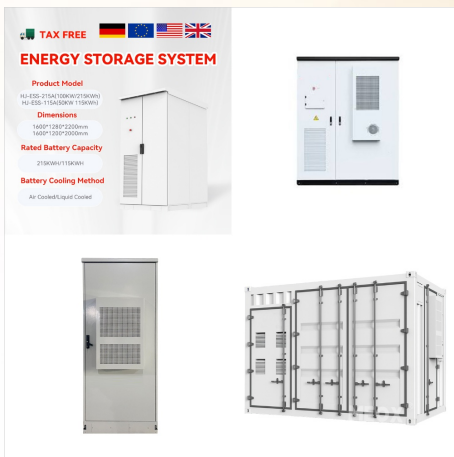 TAX FREE
ENERGY STORAGE SYSTEM
Product Model
HJ-ESS-215A(100KW/215KWh)
HJ-ESS-115A(50KW 115KWh)
Dimensions
1600*1280*2200mm
1600*1200*2000mm
Rated Battery Capacity
215KWH/115KWH
Battery Cooling Method
Air Cooled/Liquid Cooled